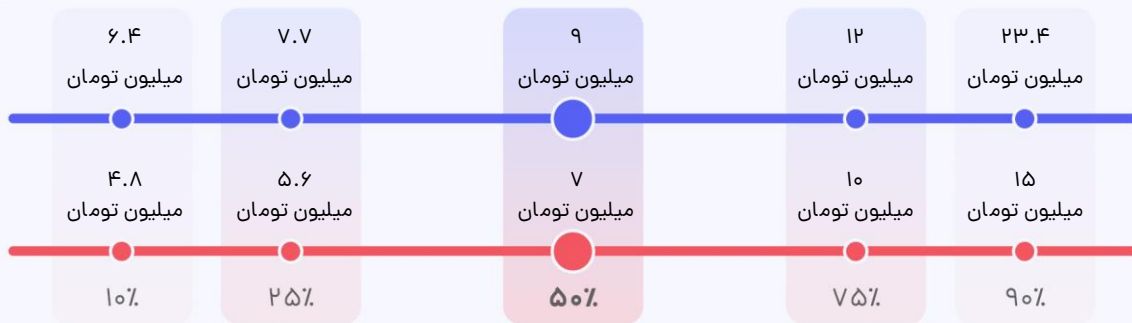 ۶.۴
میلیون تومان
۷.۷
میلیون تومان
۹
میلیون تومان
۱۲
میلیون تومان
۲۳.۴
میلیون تومان
۴.۸
میلیون تومان
۵.۶
میلیون تومان
۷
میلیون تومان
۱۰
میلیون تومان
۱۵
میلیون تومان
۱۰٪
۲۵٪
۵۰٪
۷۵٪
۹۰٪